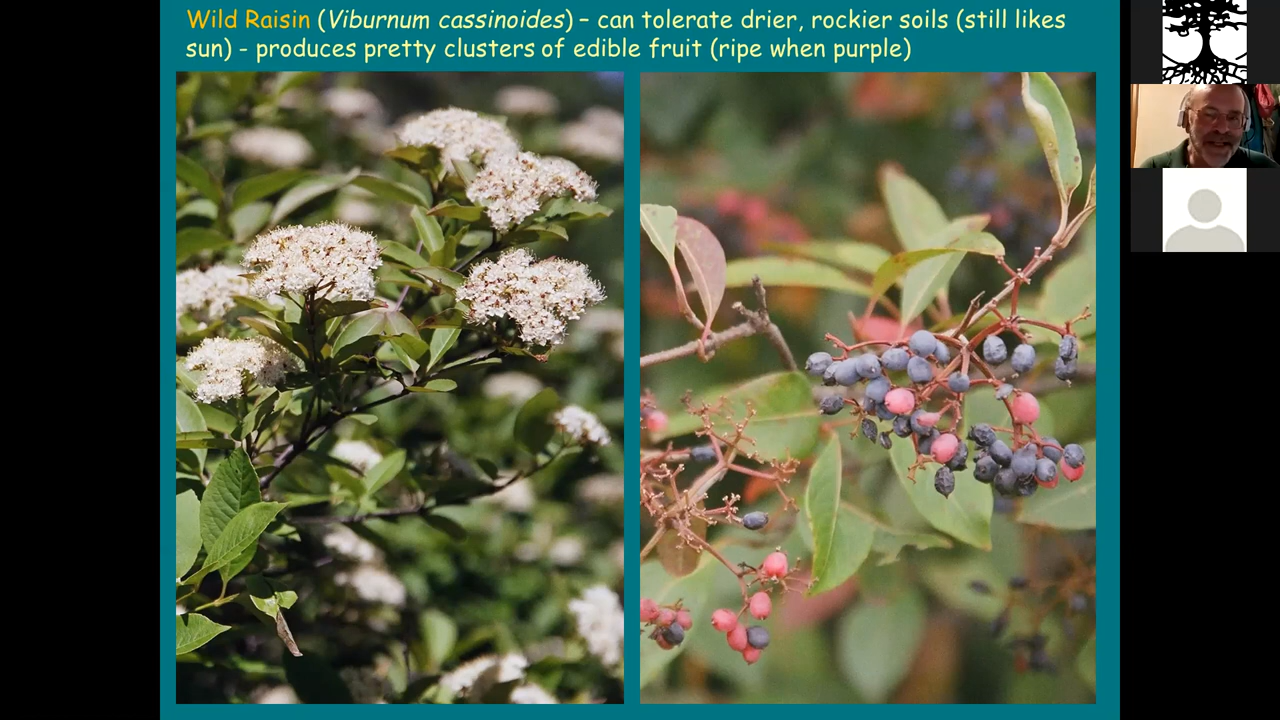 Wild Raisin (Viburnum cassinoides) – can tolerate drier, rockier soils (still likes
sun) - produces pretty clusters of edible fruit (ripe when purple)